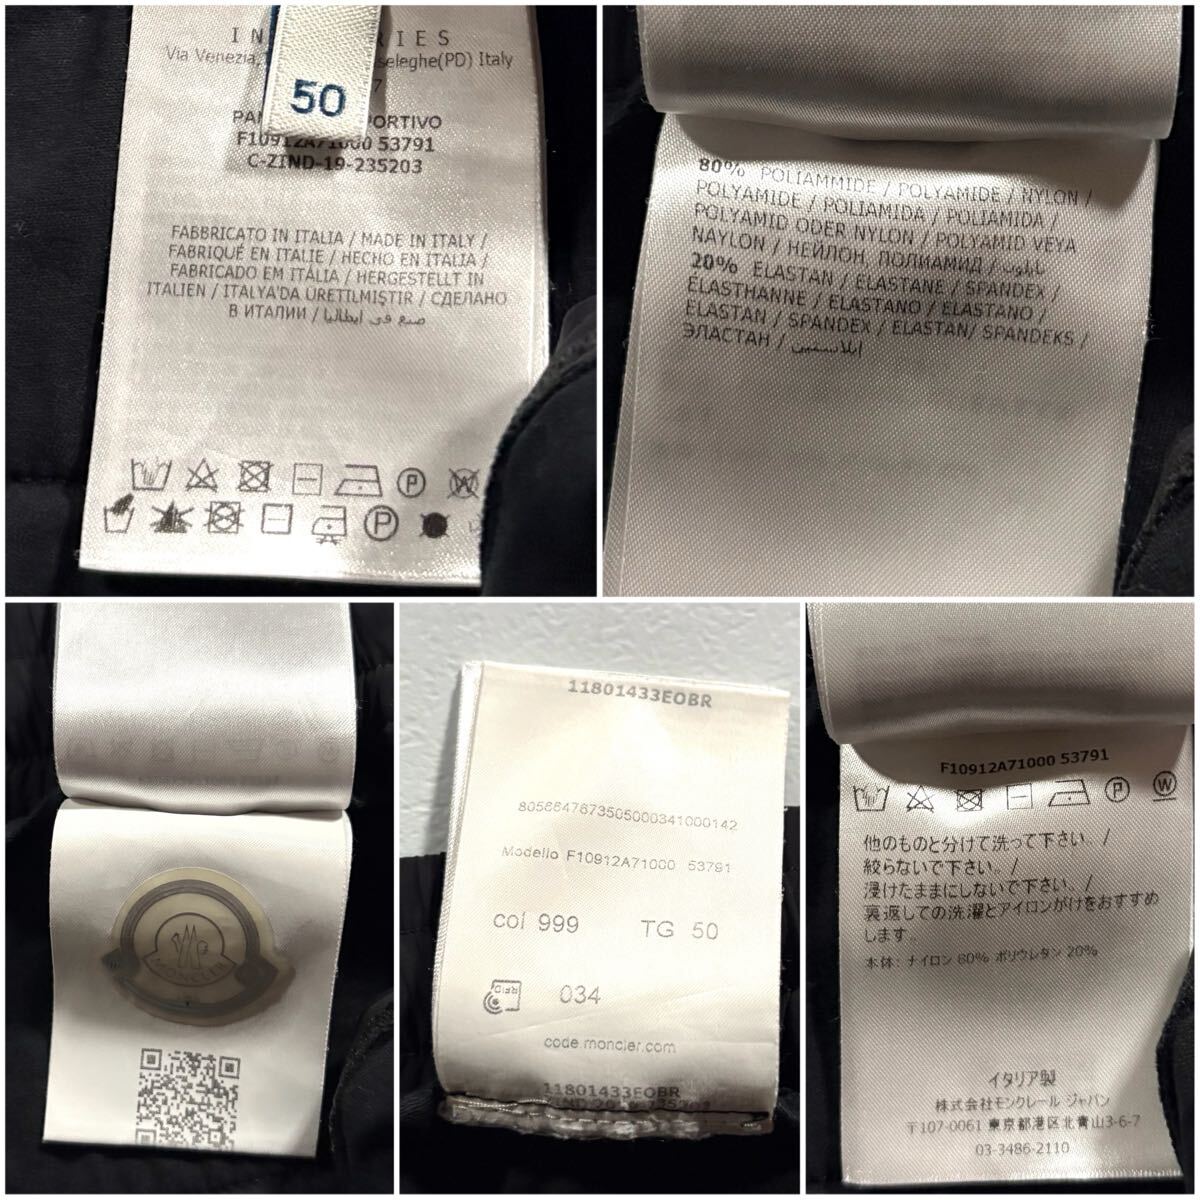 IN RIES
Via Venezia, seleghe(PD) Italy
50
7
PAN PORTIVO
F10912A71000 53791
C-ZIND-19-235203
FABBRICATO IN ITALIA / MADE IN ITALY /
FABRIQUÉ EN ITALIE / HECHO EN ITALIA /
FABRICADO EM ITÁLIA / HERGESTELLT IN
ITALIEN / ITALYA'DA ÜRETILMIŞTIR / СДЕЛАНО
В ИТАЛИИ / صنع في ايطاليا
P W
P
80% POLIAMMIDE / POLYAMIDE / NYLON /
POLYAMIDE / POLIAMIDA / POLIAMIDA /
POLYAMID ODER NYLON / POLYAMID VEYA
NAYLON / НЕЙЛОН, ПОЛИАМИД /
20% ELASTAN / ELASTANE / SPANDEX /
ELASTHANNE / ELASTANO / ELASTANO /
ELASTAN / SPANDEX / ELASTAN/ SPANDEKS /
ЭЛАСТАН /
MONCLER
11801433EOBR
8056647673505000341000142
Modello F10912A71000 53791
col 999 TG 50
RFID 034
code.moncler.com
11801433EOBR
F10912A71000 53791
P W
他のものと分けて洗って下さい。/
絞らないで下さい。/
浸けたままにしないで下さい。/
裏返しての洗濯とアイロンがけをおすすめ
します。
本体: ナイロン 80% ポリウレタン 20%
イタリア製
株式会社モンクレール ジャパン
〒107-0061 東京都港区北青山3-6-7
03-3486-2110